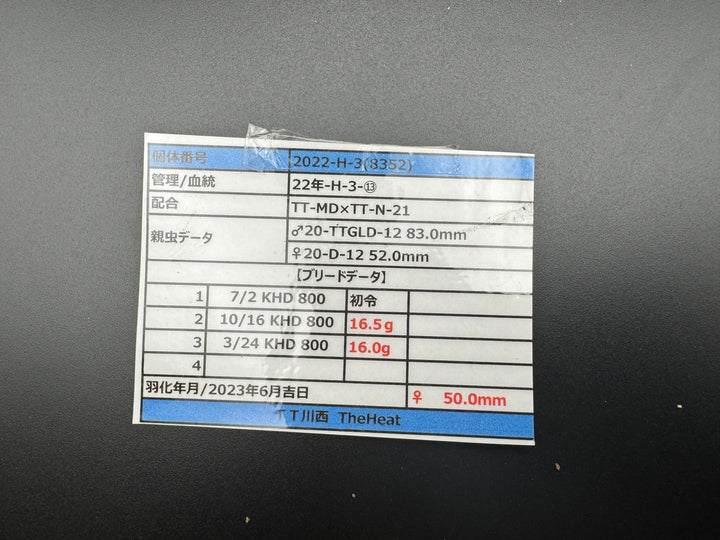 個体番号 2022-H-3(8352)
管理/血統 22年-H-3-⑬
配合 TT-MD×TT-N-21
親虫データ ♂20-TTGLD-12 83.0mm
♀20-D-12 52.0mm
【ブリードデータ】
1 7/2 KHD 800 初令
2 10/16 KHD 800 16.5g
3 3/24 KHD 800 16.0g
4
羽化年月/2023年6月吉日 ♀ 50.0mm
TT川西 TheHeat